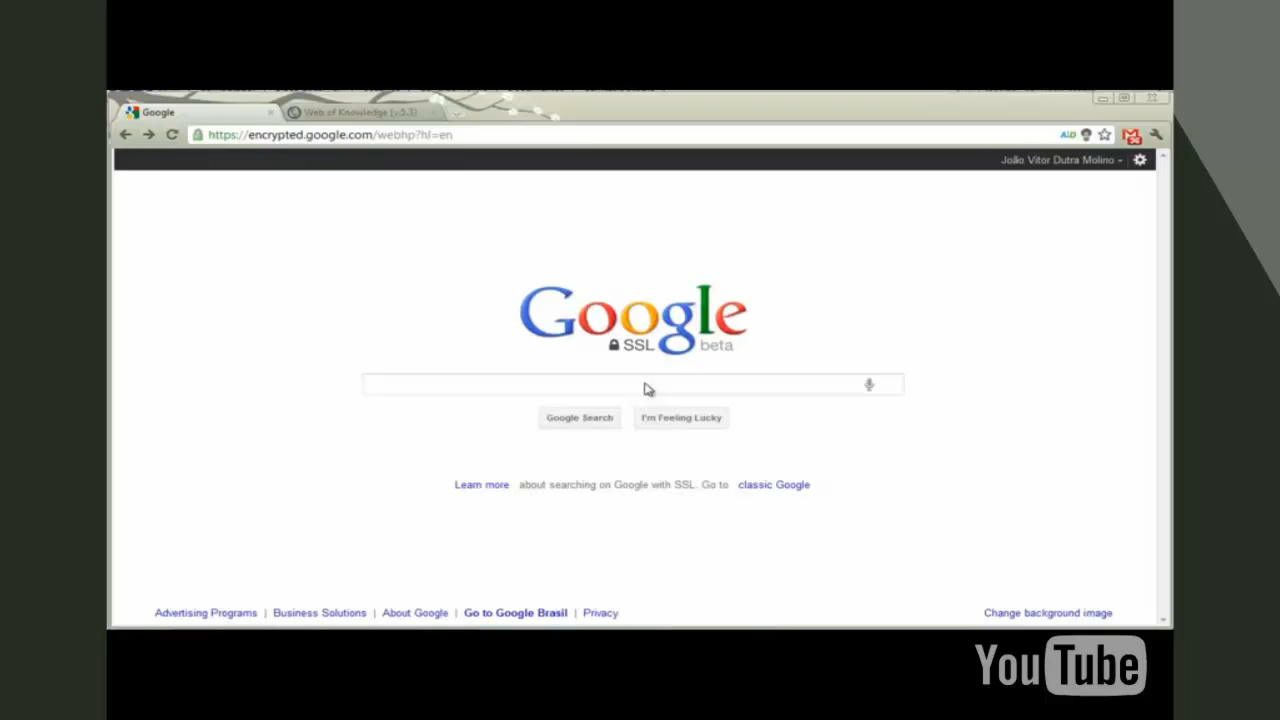 Google
Web of Knowledge [v.5.3]
https://encrypted.google.com/webhp?hl=en
João Vitor Dutra Molino
Google
SSL beta
Google Search
I'm Feeling Lucky
Learn more about searching on Google with SSL. Go to classic Google
Advertising Programs | Business Solutions | About Google | Go to Google Brasil | Privacy
Change background image
YouTube